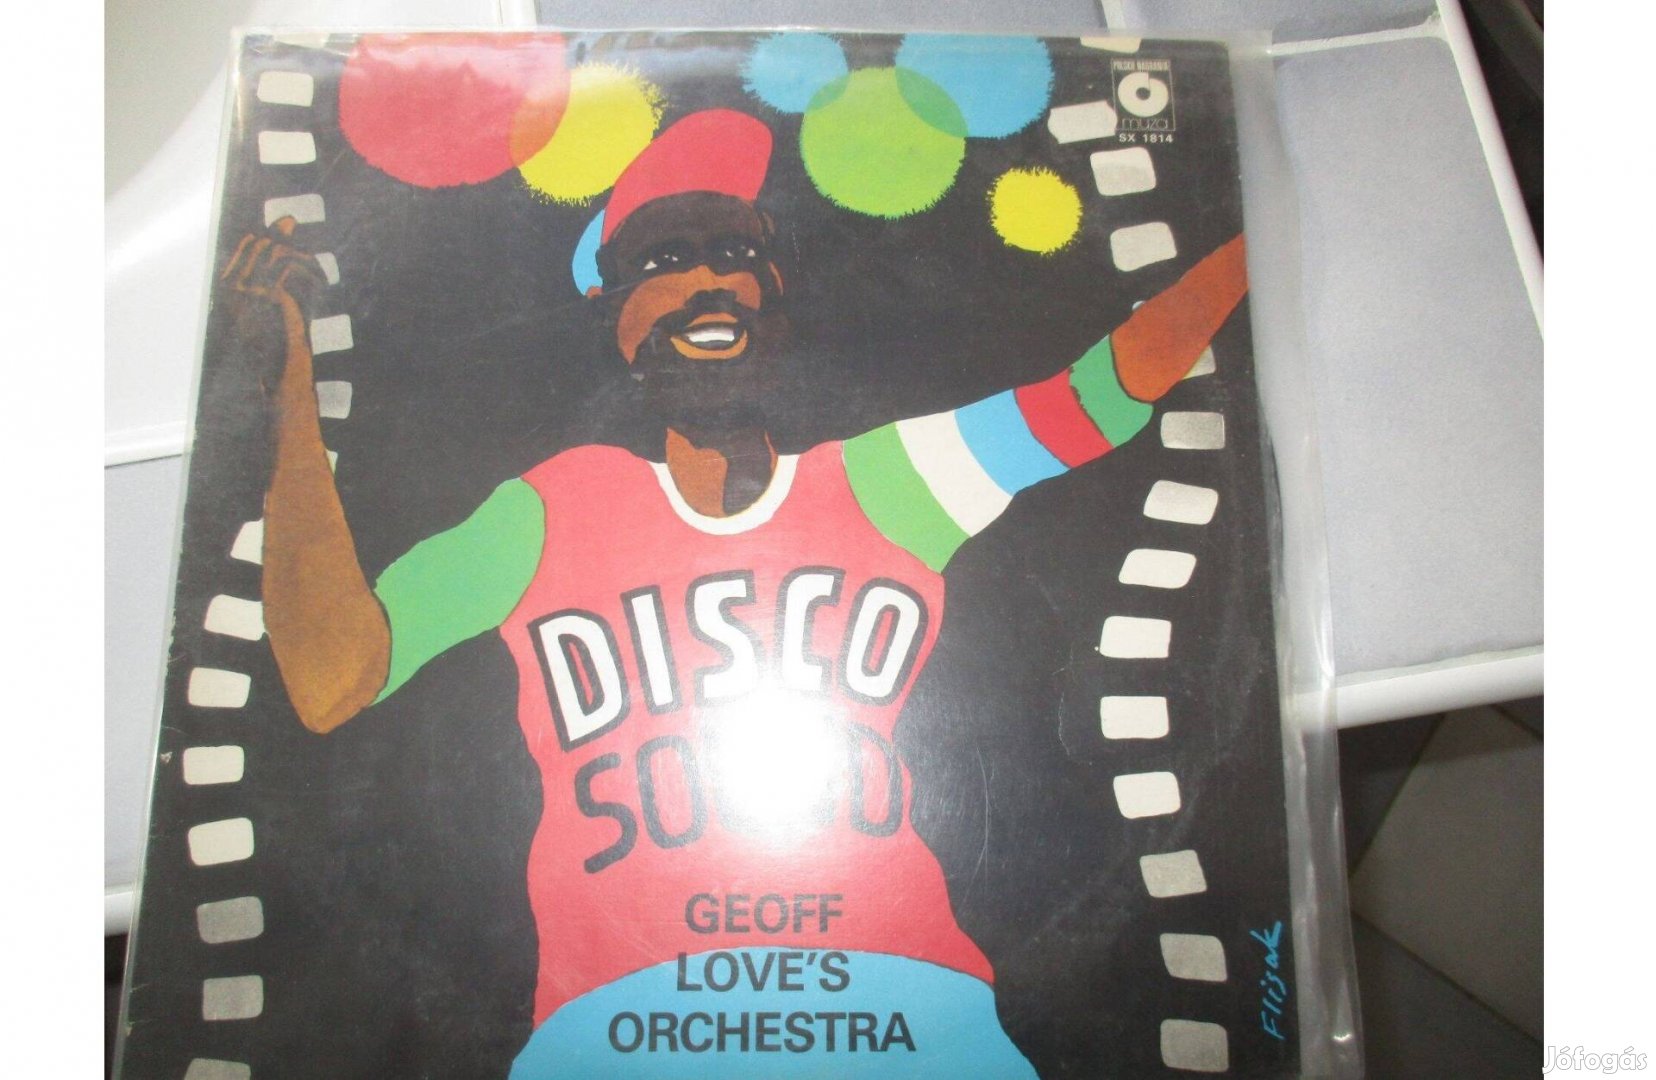 POLSKIE NAGRANIA
muza
SX 1814
DISCO
GEOFF
LOVE'S
ORCHESTRA
Flisak
Jófogás